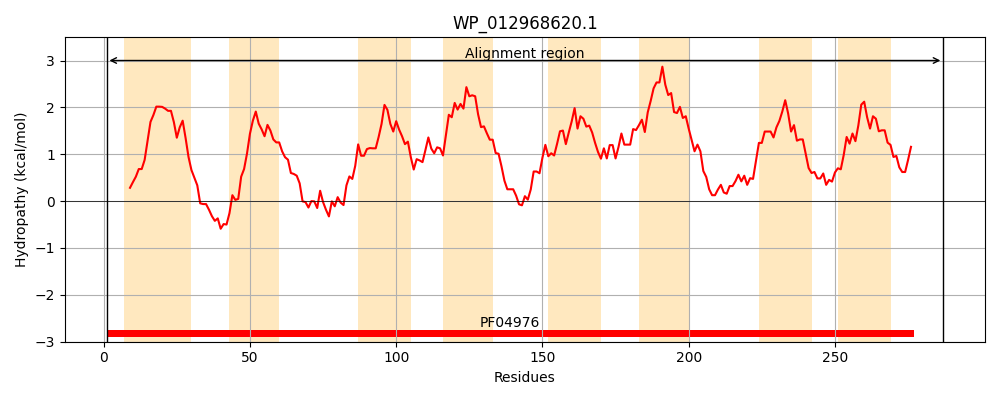 WP_012968620.1
Alignment region
Hydropathy (kcal/mol)
3
2
1
0
−1
−2
−3
PF04976
0 50 100 150 200 250
Residues